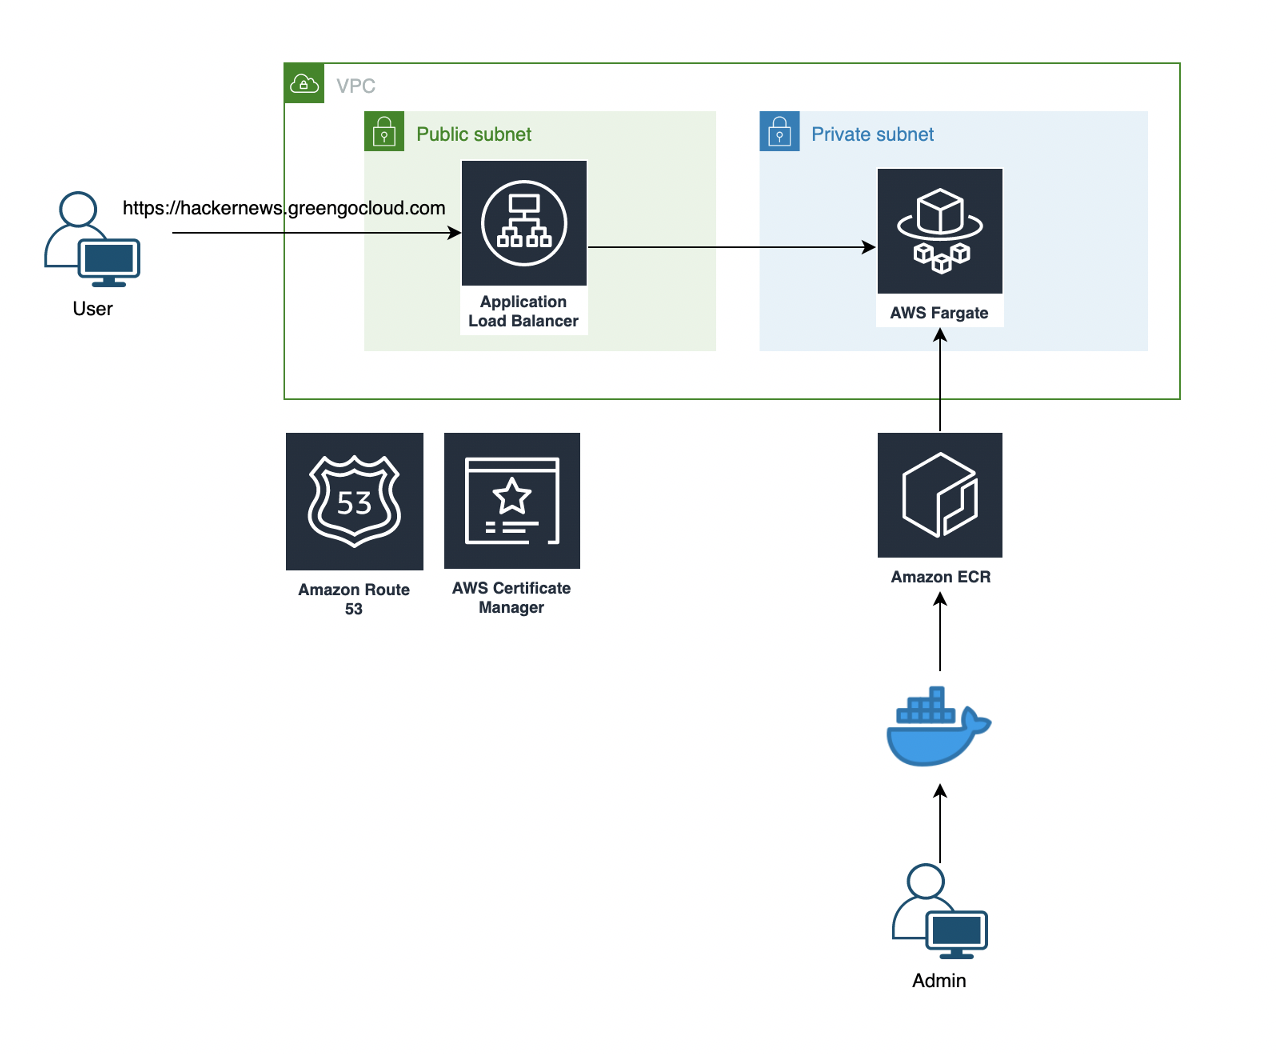 VPC
Public subnet
Private subnet
https://hackernews.greengocloud.com
User
Application
Load Balancer
AWS Fargate
53
Amazon Route
53
AWS Certificate
Manager
Amazon ECR
Admin